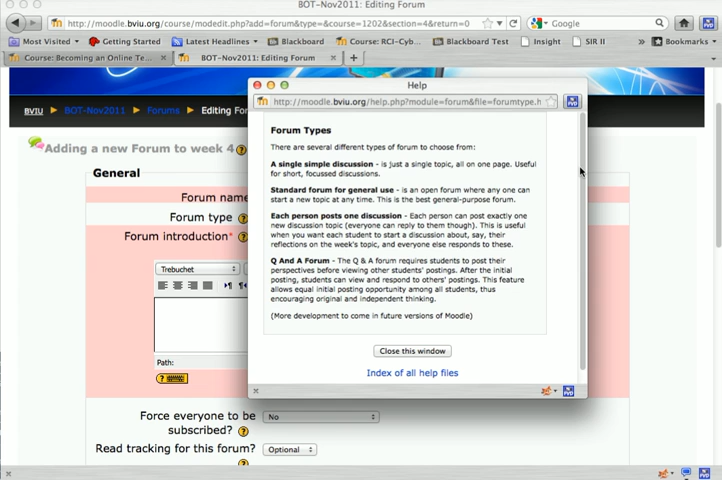 BOT-Nov2011: Editing Forum
http://moodle.bviu.org/course/modedit.php?add=forum&type=&course=1202&section=4&return=0
Google
Most Visited Getting Started Latest Headlines Blackboard Course: RCI-Cyb... Blackboard Test Insight SIR II » Bookmarks
Course: Becoming an Online Te... BOT-Nov2011: Editing Forum +
BVIU ► BOT-Nov2011 ► Forums ► Editing For
Adding a new Forum to week 4
General
Forum name
Forum type
Forum introduction*
Trebuchet
Path:
Force everyone to be subscribed? No
Read tracking for this forum? Optional
Help
http://moodle.bviu.org/help.php?module=forum&file=forumtype.h
Forum Types
There are several different types of forum to choose from:
A single simple discussion - is just a single topic, all on one page. Useful
for short, focussed discussions.
Standard forum for general use - is an open forum where any one can
start a new topic at any time. This is the best general-purpose forum.
Each person posts one discussion - Each person can post exactly one
new discussion topic (everyone can reply to them though). This is useful
when you want each student to start a discussion about, say, their
reflections on the week's topic, and everyone else responds to these.
Q And A Forum - The Q & A forum requires students to post their
perspectives before viewing other students' postings. After the initial
posting, students can view and respond to others' postings. This feature
allows equal initial posting opportunity among all students, thus
encouraging original and independent thinking.
(More development to come in future versions of Moodle)
Close this window
Index of all help files